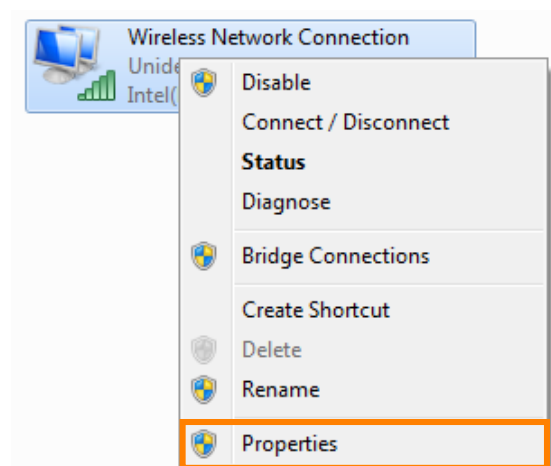 Wireless Network Connection
Unide
Intel(
Disable
Connect / Disconnect
Status
Diagnose
Bridge Connections
Create Shortcut
Delete
Rename
Properties